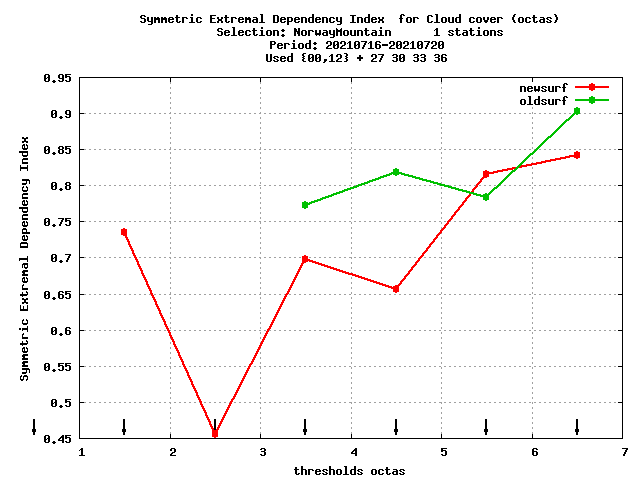 Symmetric Extremal Dependency Index  for Cloud cover (octas)
Selection: NorwayMountain      1 stations
Period: 20210716-20210720
Used {00,12} + 27 30 33 36
newsurf
oldsurf
Symmetric Extremal Dependency Index
0.95
0.9
0.85
0.8
0.75
0.7
0.65
0.6
0.55
0.5
0.45
1 2 3 4 5 6 7
thresholds octas